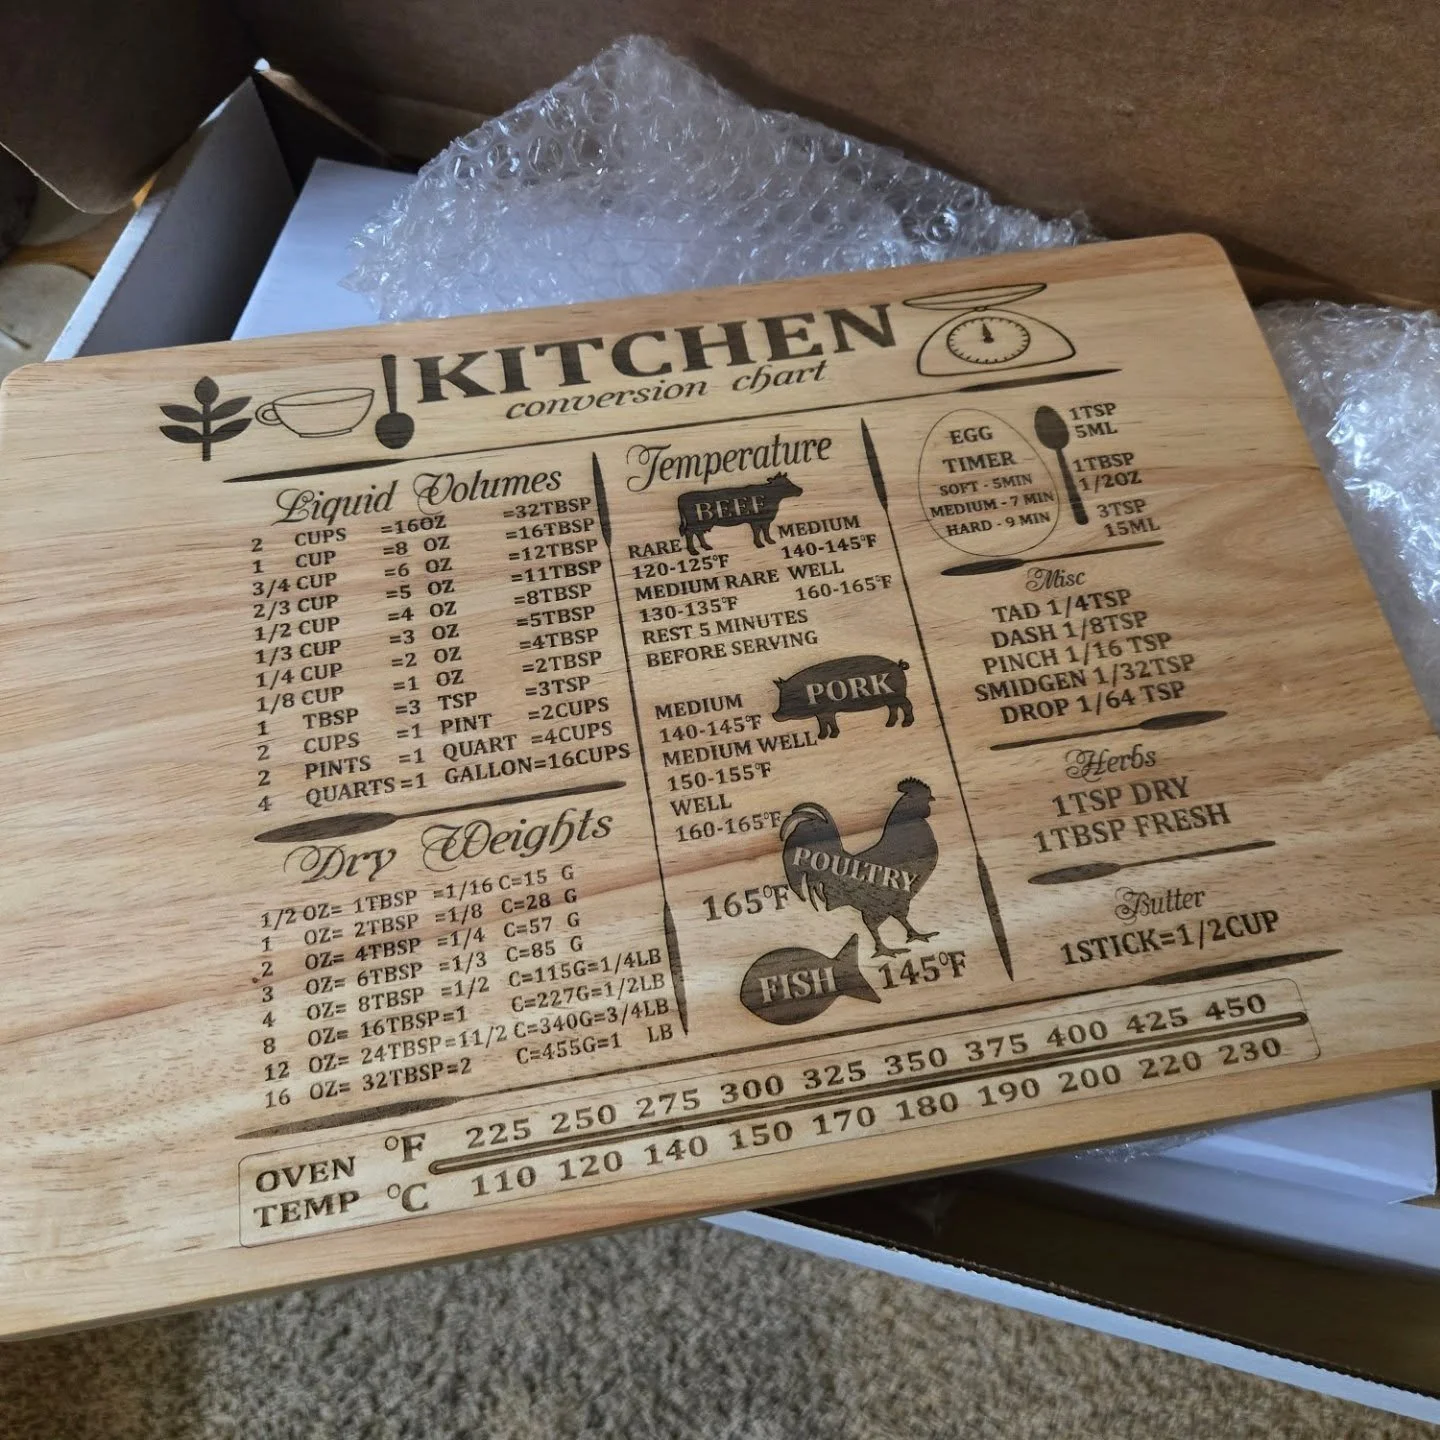 KITCHEN
conversion chart
Liquid Volumes
2 CUPS =16OZ =32TBSP
1 CUP =8 OZ =16TBSP
3/4 CUP =6 OZ =12TBSP
2/3 CUP =5 OZ =11TBSP
1/2 CUP =4 OZ =8TBSP
1/3 CUP =3 OZ =5TBSP
1/4 CUP =2 OZ =4TBSP
1/8 CUP =1 OZ =2TBSP
1 TBSP =3 TSP =3TSP
2 CUPS =1 PINT =2CUPS
2 PINTS =1 QUART =4CUPS
4 QUARTS=1 GALLON=16CUPS
Dry Weights
1/2 OZ= 1TBSP =1/16 C=15 G
1 OZ= 2TBSP =1/8 C=28 G
2 OZ= 4TBSP =1/4 C=57 G
3 OZ= 6TBSP =1/3 C=85 G
4 OZ= 8TBSP =1/2 C=115G=1/4LB
8 OZ= 16TBSP=1 C=227G=1/2LB
12 OZ= 24TBSP=11/2 C=340G=3/4LB
16 OZ= 32TBSP=2 C=455G=1 LB
Temperature
BEEF
RARE MEDIUM
120-125°F 140-145°F
MEDIUM RARE WELL
130-135°F 160-165°F
REST 5 MINUTES
BEFORE SERVING
PORK
MEDIUM
140-145°F
MEDIUM WELL
150-155°F
WELL
160-165°F
POULTRY
165°F
FISH 145°F
EGG
TIMER
SOFT - 5MIN
MEDIUM - 7 MIN
HARD - 9 MIN
1TSP
5ML
1TBSP
1/2OZ
3TSP
15ML
Misc
TAD 1/4TSP
DASH 1/8TSP
PINCH 1/16 TSP
SMIDGEN 1/32TSP
DROP 1/64 TSP
Herbs
1TSP DRY
1TBSP FRESH
Butter
1STICK=1/2CUP
OVEN TEMP
°F 225 250 275 300 325 350 375 400 425 450
°C 110 120 140 150 170 180 190 200 220 230